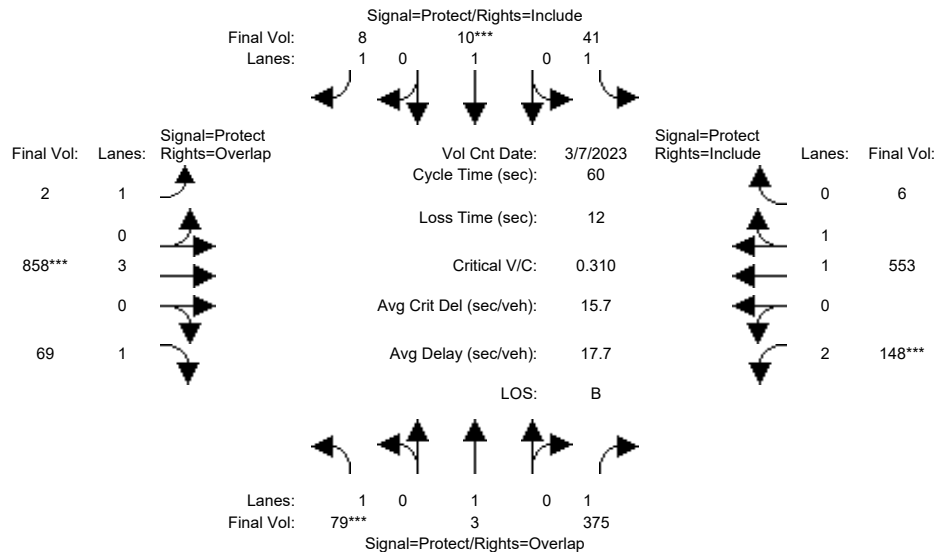 Signal=Protect/Rights=Include
Final Vol: 8 10*** 41
Lanes: 1 0 1 0 1
Signal=Protect
Final Vol: Lanes: Rights=Overlap
Vol Cnt Date: 3/7/2023
Signal=Protect
Rights=Include Lanes: Final Vol:
Cycle Time (sec): 60
2 1
0 6
Loss Time (sec): 12
0
1
858*** 3
Critical V/C: 0.310
1 553
0
Avg Crit Del (sec/veh): 15.7
0
69 1
Avg Delay (sec/veh): 17.7
2 148***
LOS: B
Lanes: 1 0 1 0 1
Final Vol: 79*** 3 375
Signal=Protect/Rights=Overlap